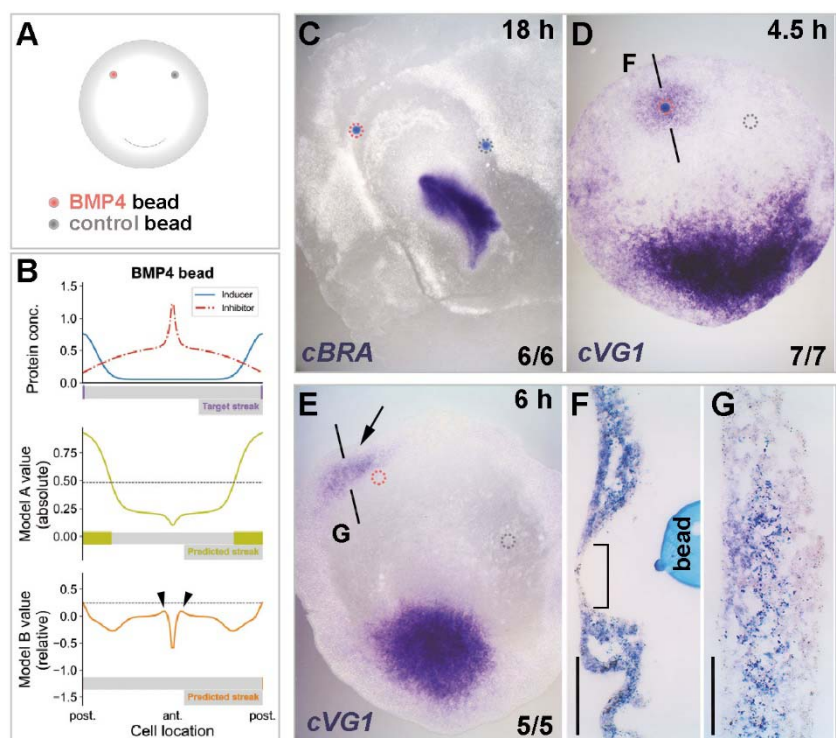 A
BMP4 bead
control bead
B
BMP4 bead
Protein conc.
1.5
1.0
0.5
0.0
Inducer
Inhibitor
Target streak
Model A value
(absolute)
0.75
0.50
0.25
0.00
Predicted streak
Model B value
(relative)
0.5
0.0
−0.5
−1.0
−1.5
Predicted streak
post. ant. post.
Cell location
C
18 h
cBRA
6/6
D
4.5 h
F
cVG1
7/7
E
6 h
G
cVG1
5/5
F
bead
G